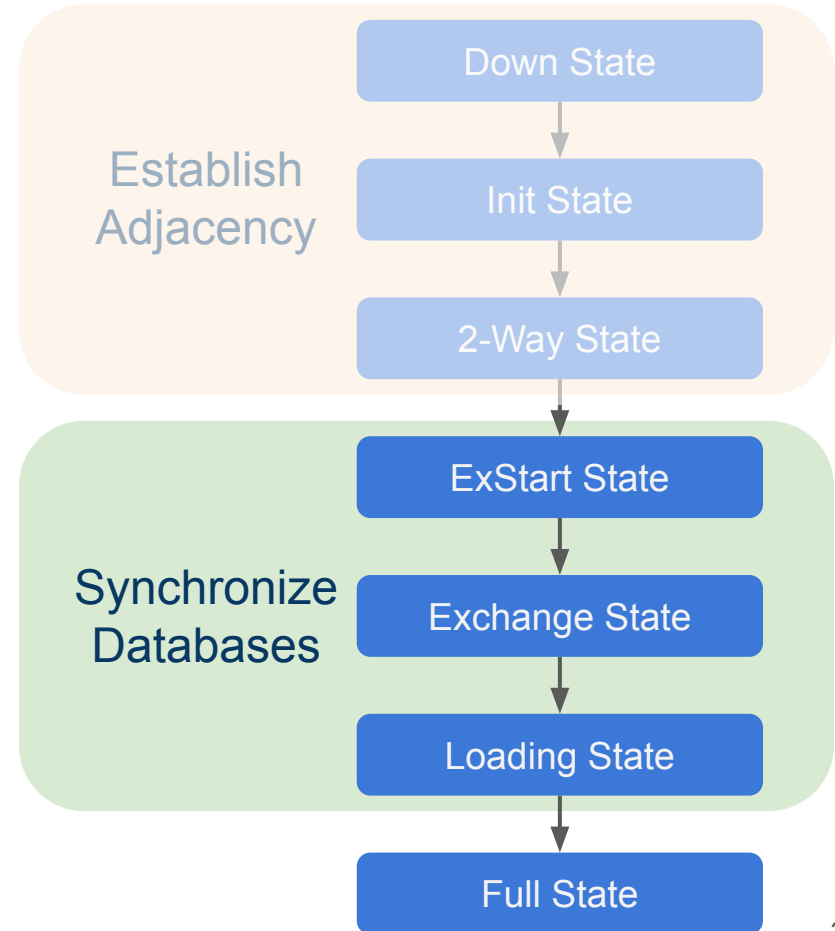 Down State
Establish
Adjacency
Init State
2-Way State
ExStart State
Synchronize
Databases
Exchange State
Loading State
Full State